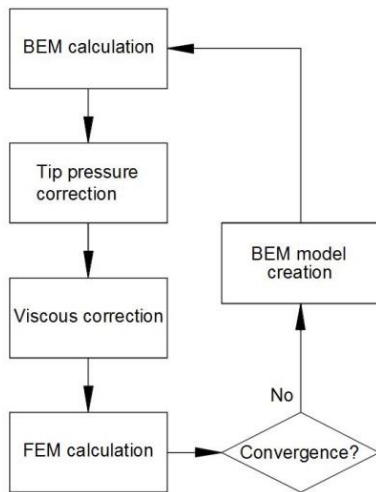 BEM calculation
Tip pressure
correction
Viscous correction
FEM calculation
Convergence?
No
BEM model
creation